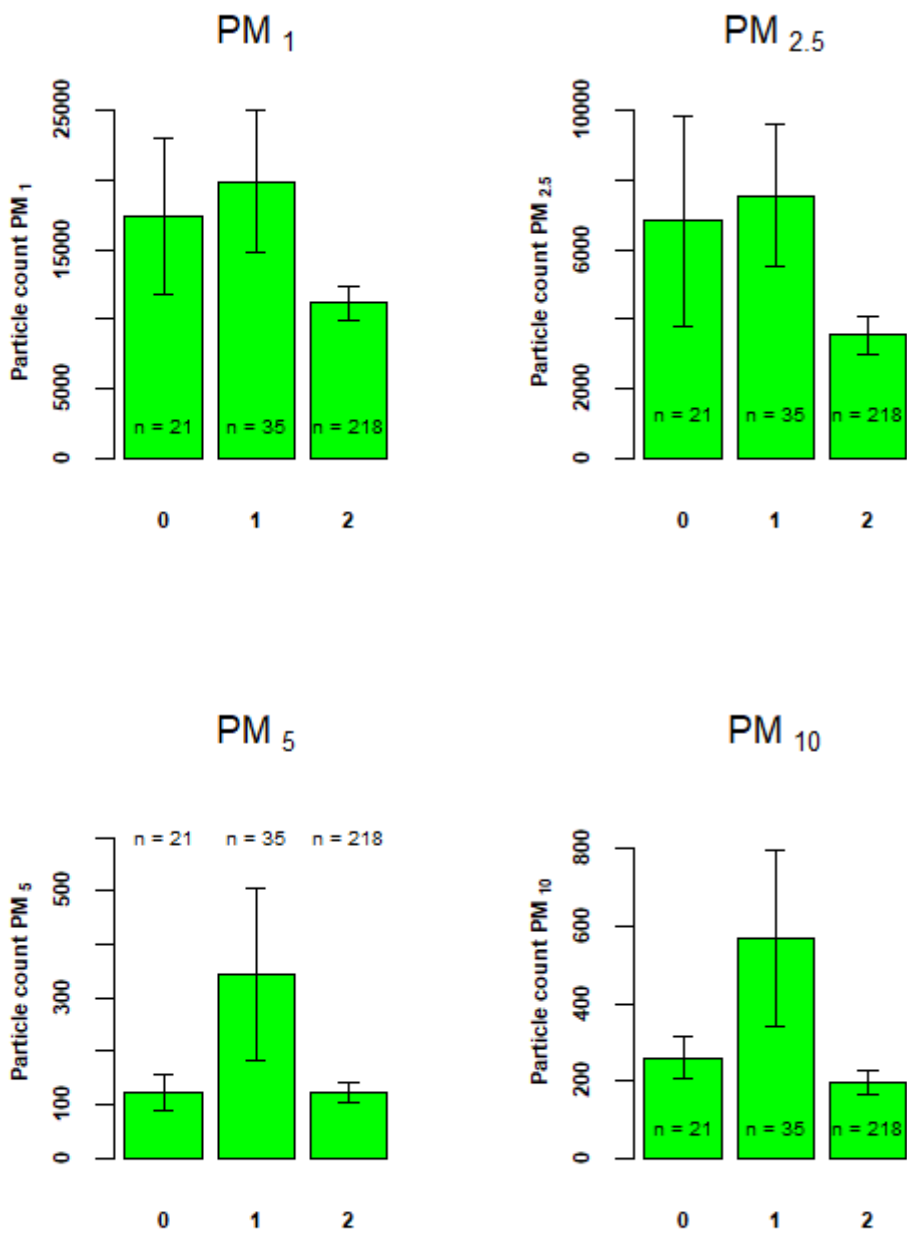 PM 1
PM 2.5
Particle count PM 1
25000
15000
5000
0
n = 21
n = 35
n = 218
0
1
2
Particle count PM 2.5
10000
6000
2000
0
n = 21
n = 35
n = 218
0
1
2
PM 5
PM 10
Particle count PM 5
500
300
100
0
n = 21
n = 35
n = 218
0
1
2
Particle count PM 10
800
600
400
200
0
n = 21
n = 35
n = 218
0
1
2